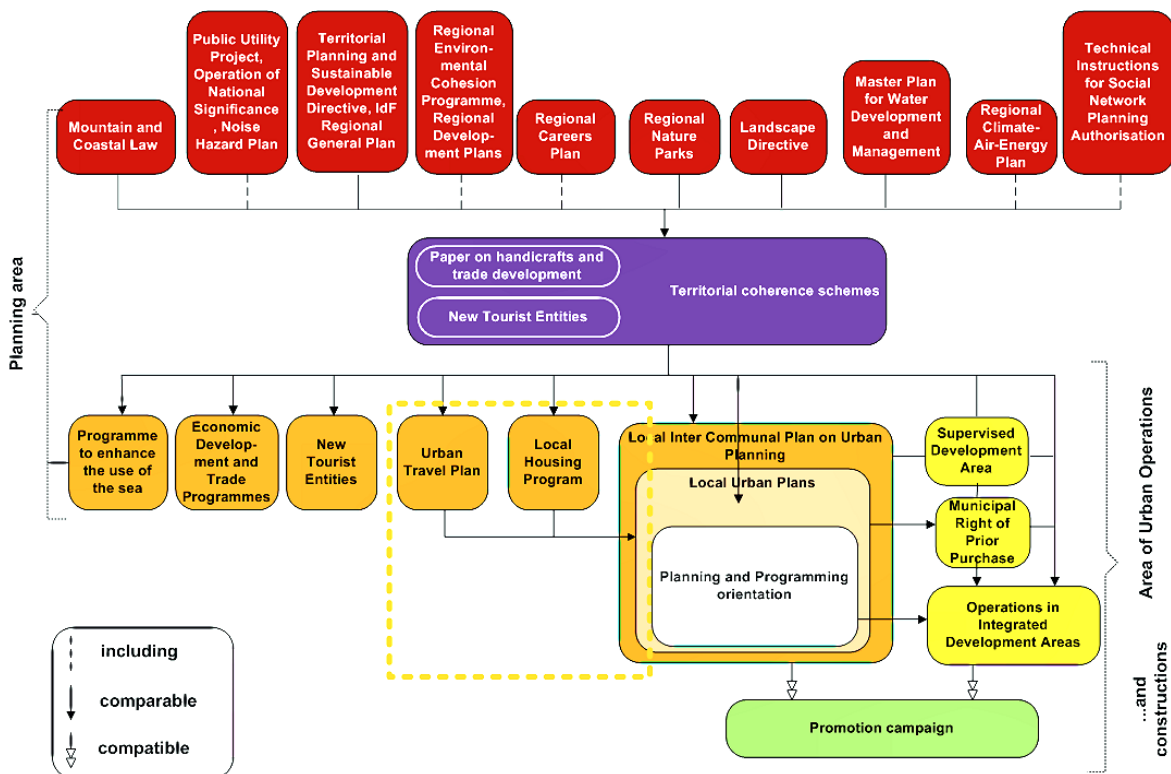 Mountain and
Coastal Law
Public Utility
Project,
Operation of
National
Significance
, Noise
Hazard Plan
Territorial
Planning and
Sustainable
Development
Directive, IdF
Regional
General Plan
Regional
Environ-
mental
Cohesion
Programme,
Regional
Develop-
ment Plans
Regional
Careers
Plan
Regional
Nature
Parks
Landscape
Directive
Master Plan
for Water
Development
and
Management
Regional
Climate-
Air-Energy
Plan
Technical
Instructions
for Social
Network
Planning
Authorisation
Planning area
Paper on handicrafts and
trade development
Territorial coherence schemes
New Tourist Entities
Programme
to enhance
the use of
the sea
Economic
Develop-
ment and
Trade
Programmes
New
Tourist
Entities
Urban
Travel Plan
Local
Housing
Program
Local Inter Communal Plan on Urban
Planning
Local Urban Plans
Planning and Programming
orientation
Supervised
Development
Area
Municipal
Right of
Prior
Purchase
Operations in
Integrated
Development Areas
Area of Urban Operations
...and
constructions
Promotion campaign
including
comparable
compatible